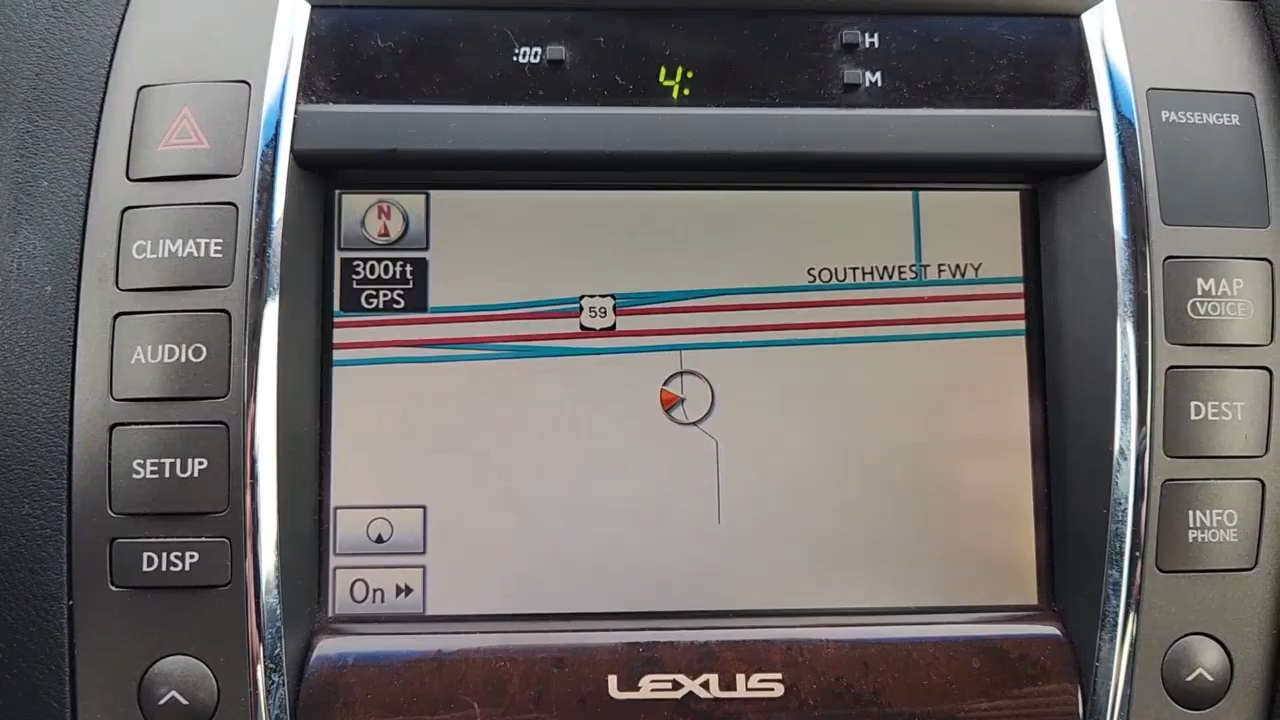 :00
4:
H
M
PASSENGER
CLIMATE
AUDIO
SETUP
DISP
N
300ft
GPS
SOUTHWEST FWY
59
On
MAP
VOICE
DEST
INFO
PHONE
LEXUS